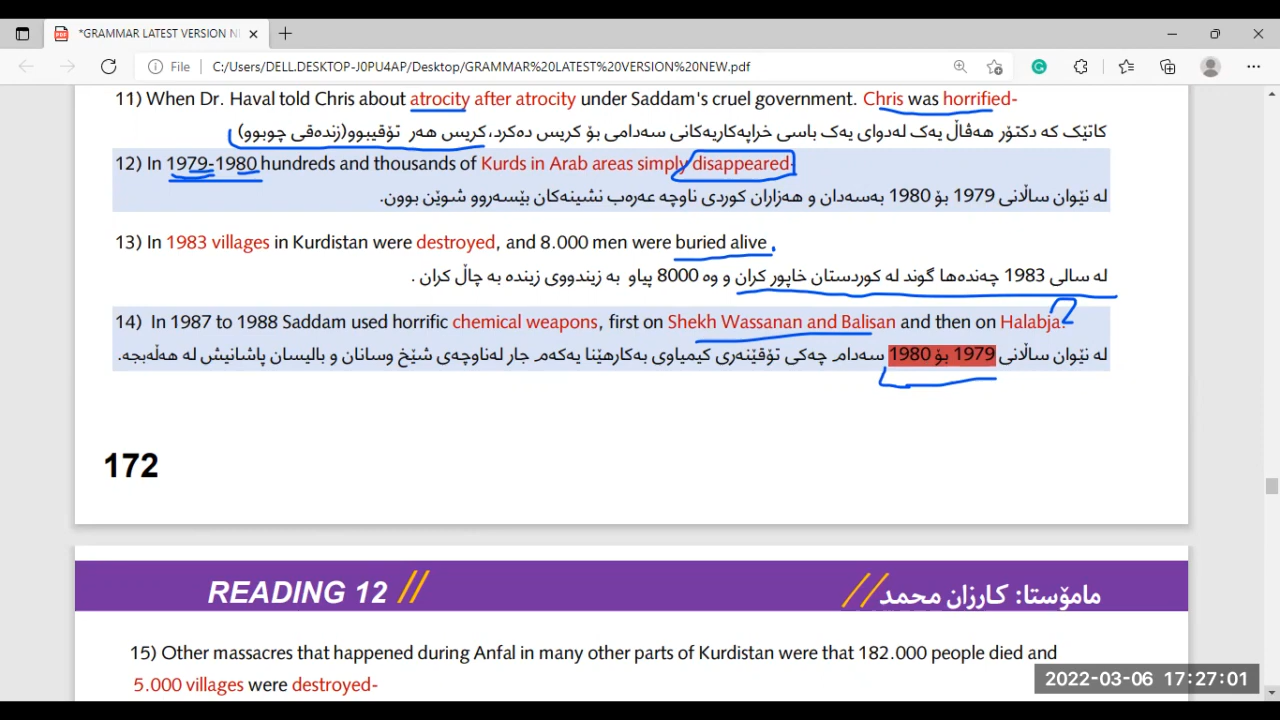 *GRAMMAR LATEST VERSION NE
File
C:/Users/DELL.DESKTOP-J0PU4AP/Desktop/GRAMMAR%20LATEST%20VERSION%20NEW.pdf
11) When Dr. Haval told Chris about atrocity after atrocity under Saddam's cruel government. Chris was horrified-
کاتێک کە دکتۆر هەڤاڵ یەک لەدوای یەک باسی خراپەکاریەکانی سەدامی بۆ کریس دەکرد، کریس هەر تۆقیبوو(زندەقی چوبوو)
12) In 1979-1980 hundreds and thousands of Kurds in Arab areas simply disappeared-
لە نێوان ساڵانی 1979 بۆ 1980 بەسەدان و هەزاران کوردی ناوچە عەرەب نشینەکان بێسەروو شوێن بوون.
13) In 1983 villages in Kurdistan were destroyed, and 8.000 men were buried alive .
لە سالی 1983 چەندەها گوند لە کوردستان خاپور کران و وە 8000 پیاو بە زیندووی زیندە بە چاڵ کران .
14) In 1987 to 1988 Saddam used horrific chemical weapons, first on Shekh Wassanan and Balisan and then on Halabja.
لە نێوان ساڵانی 1979 بۆ 1980 سەدام چەکی تۆقێنەری کیمیاوی بەکارهێنا یەکەم جار لەناوچەی شێخ وسانان و بالیسان پاشانیش لە هەڵەبجە.
172
READING 12 //
// مامۆستا: کارزان محمد
15) Other massacres that happened during Anfal in many other parts of Kurdistan were that 182.000 people died and
5.000 villages were destroyed-
2022-03-06 17:27:01